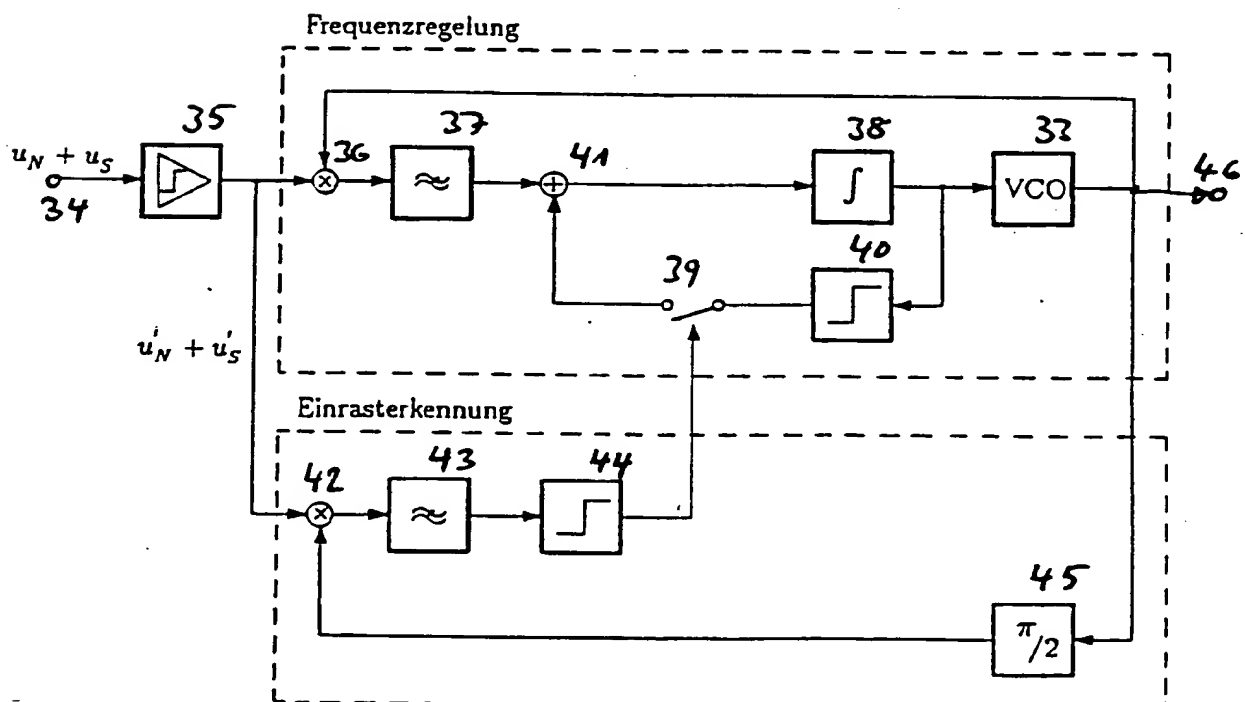 Frequenzregelung
35
37
38
33
36
41
46
u_N + u_S
34
≈
∫
VCO
40
39
u'_N + u'_S
Einrasterkennung
42
43
44
≈
45
π/2